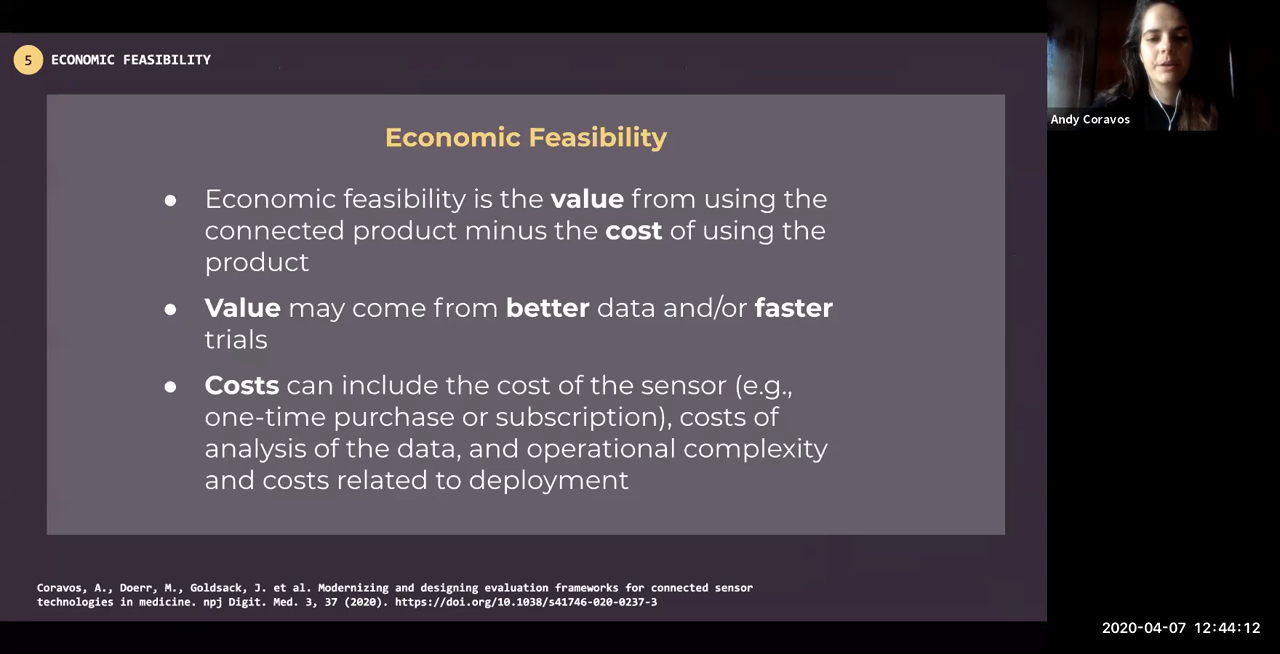 5 ECONOMIC FEASIBILITY
Economic Feasibility
● Economic feasibility is the value from using the
connected product minus the cost of using the
product
● Value may come from better data and/or faster
trials
● Costs can include the cost of the sensor (e.g.,
one-time purchase or subscription), costs of
analysis of the data, and operational complexity
and costs related to deployment
Coravos, A., Doerr, M., Goldsack, J. et al. Modernizing and designing evaluation frameworks for connected sensor
technologies in medicine. npj Digit. Med. 3, 37 (2020). https://doi.org/10.1038/s41746-020-0237-3
Andy Coravos
2020-04-07 12:44:12